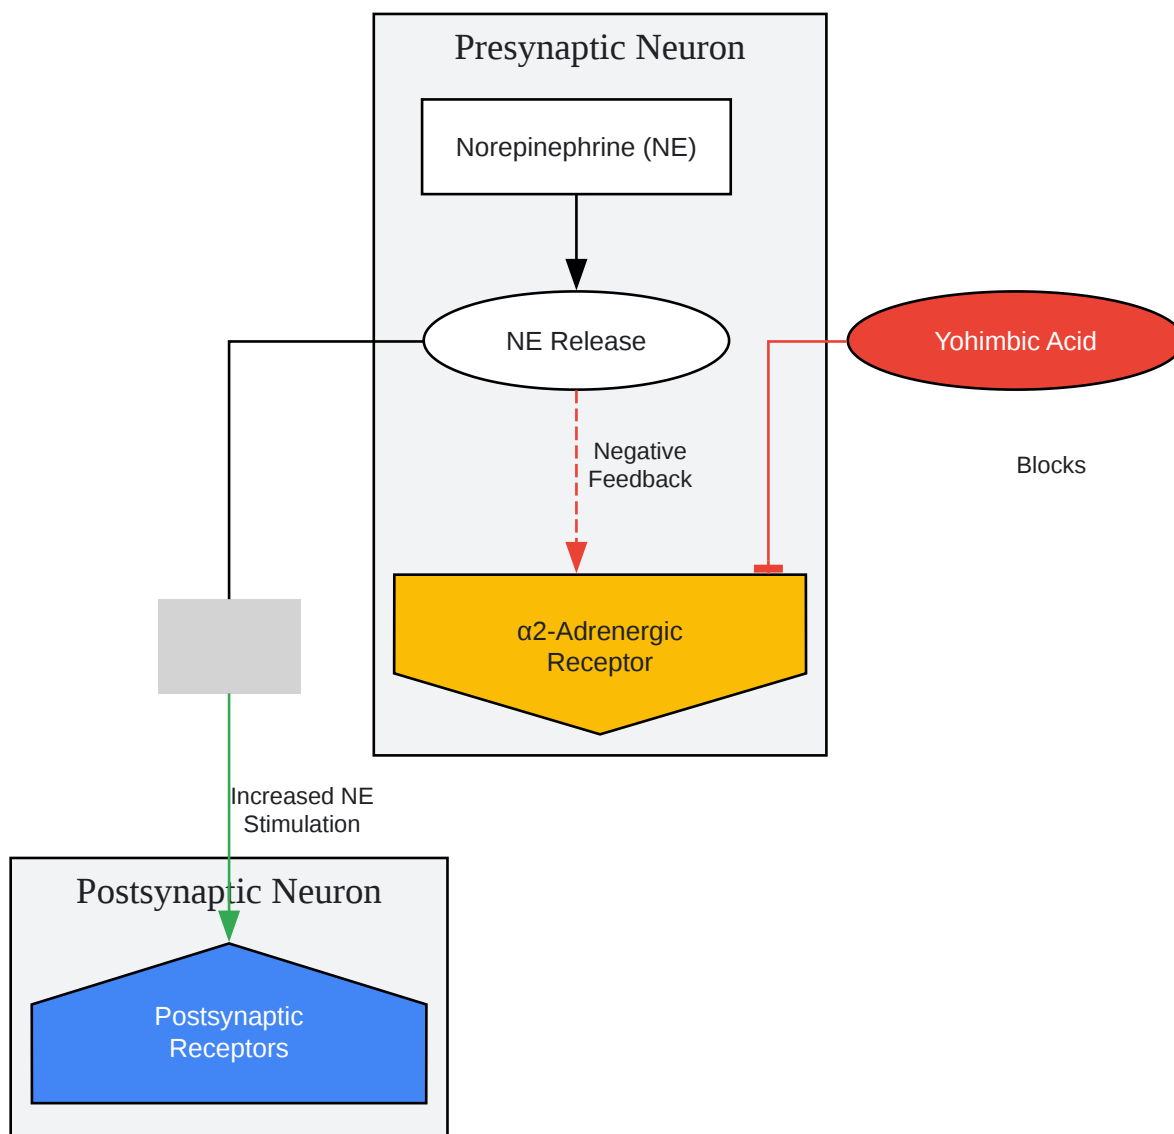 Presynaptic Neuron
Norepinephrine (NE)
NE Release
Yohimbic Acid
Negative
Feedback
Blocks
α2-Adrenergic
Receptor
Increased NE
Stimulation
Postsynaptic Neuron
Postsynaptic
Receptors